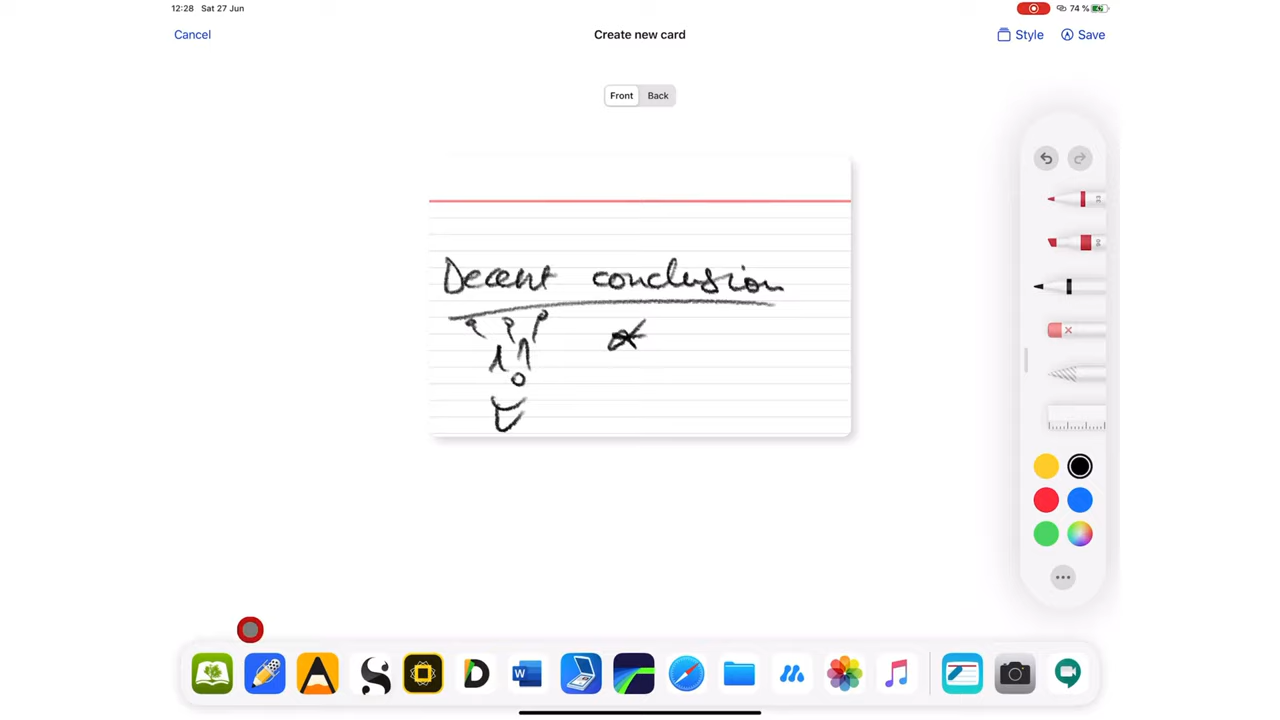 12:28 Sat 27 Jun
74 %
Cancel
Create new card
Style
Save
Front
Back
Decent conclusion
W